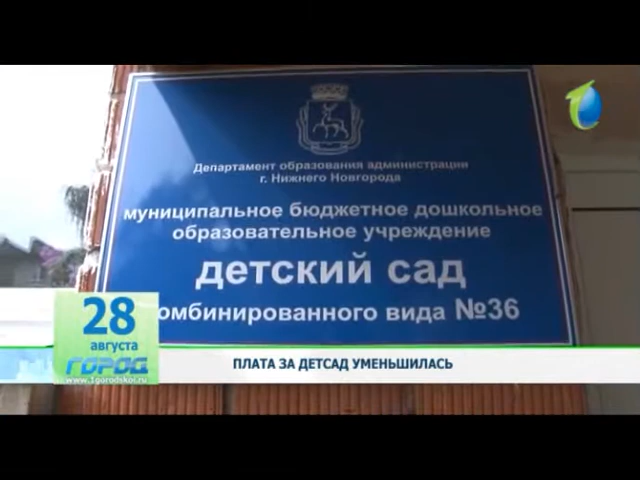 Департамент образования администрации
г. Нижнего Новгорода
муниципальное бюджетное дошкольное
образовательное учреждение
детский сад
омбинированного вида №36
28
августа
ГОРОД
www.1gorodskoi.ru
ПЛАТА ЗА ДЕТСАД УМЕНЬШИЛАСЬ